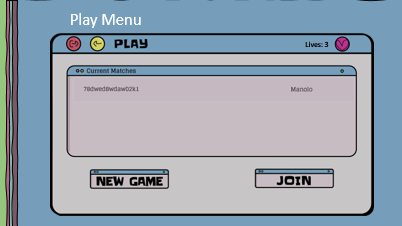 Play Menu
PLAY
Lives: 3
Current Matches
78dwed8wdaw02k1 Manolo
NEW GAME
JOIN